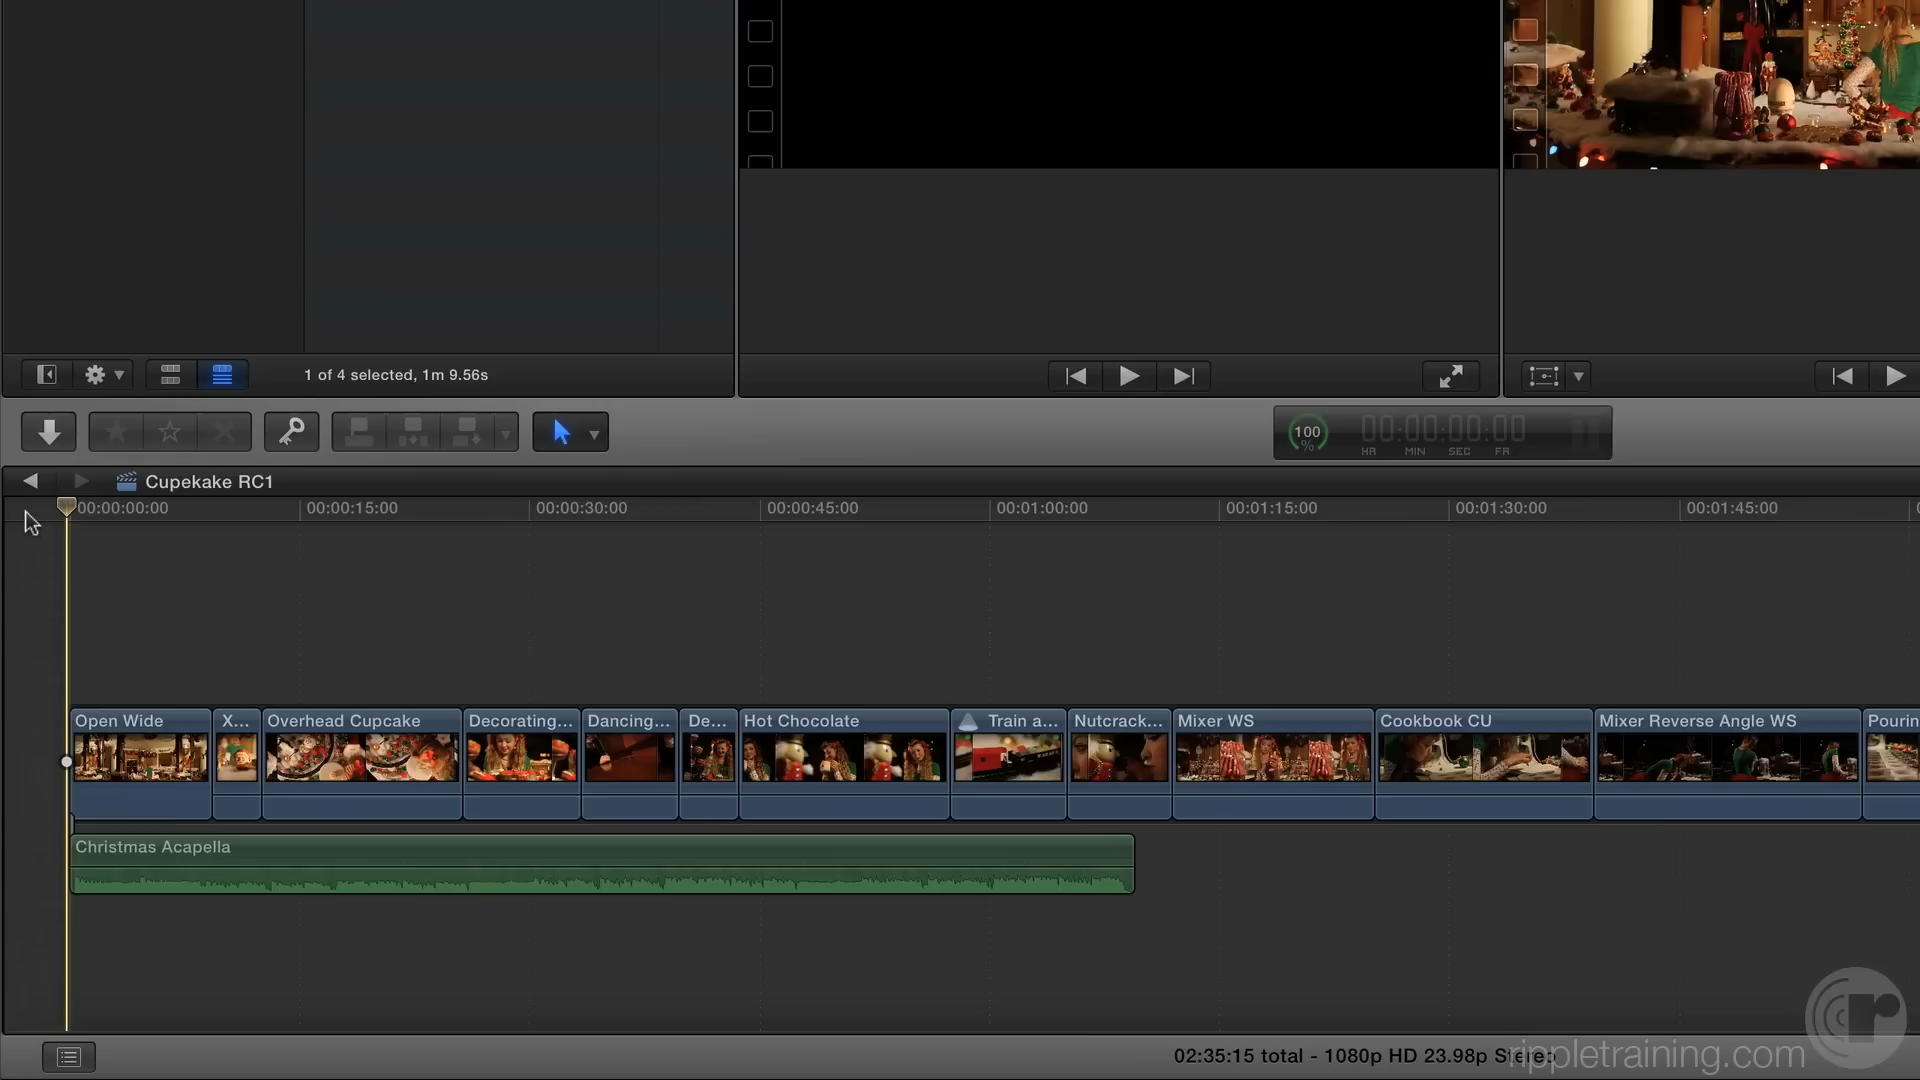 1 of 4 selected, 1m 9.56s
100
%
00:00:00:00
HR MIN SEC FR
Cupekake RC1
00:00:00:00 00:00:15:00 00:00:30:00 00:00:45:00 00:01:00:00 00:01:15:00 00:01:30:00 00:01:45:00
Open Wide X... Overhead Cupcake Decorating... Dancing... De... Hot Chocolate Train a... Nutcrack... Mixer WS Cookbook CU Mixer Reverse Angle WS Pourin
Christmas Acapella
02:35:15 total - 1080p HD 23.98p Stereo
rippletraining.com